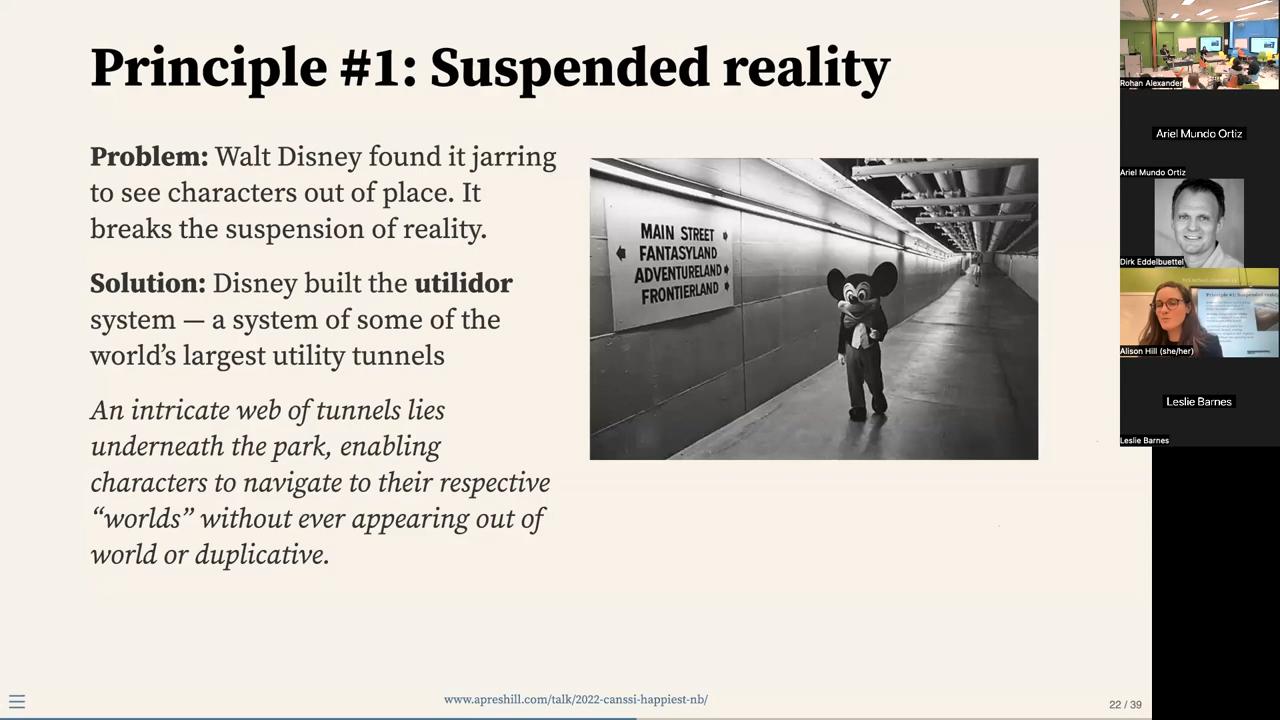 Principle #1: Suspended reality
Problem: Walt Disney found it jarring
to see characters out of place. It
breaks the suspension of reality.
Solution: Disney built the utilidor
system — a system of some of the
world’s largest utility tunnels
An intricate web of tunnels lies
underneath the park, enabling
characters to navigate to their respective
“worlds” without ever appearing out of
world or duplicative.
MAIN STREET
FANTASYLAND
ADVENTURELAND
FRONTIERLAND
www.apreshill.com/talk/2022-canssi-happiest-nb/
22 / 39
Rohan Alexander
Ariel Mundo Ortiz
Ariel Mundo Ortiz
Dirk Eddelbuettel
Alison Hill (she/her)
Leslie Barnes
Leslie Barnes